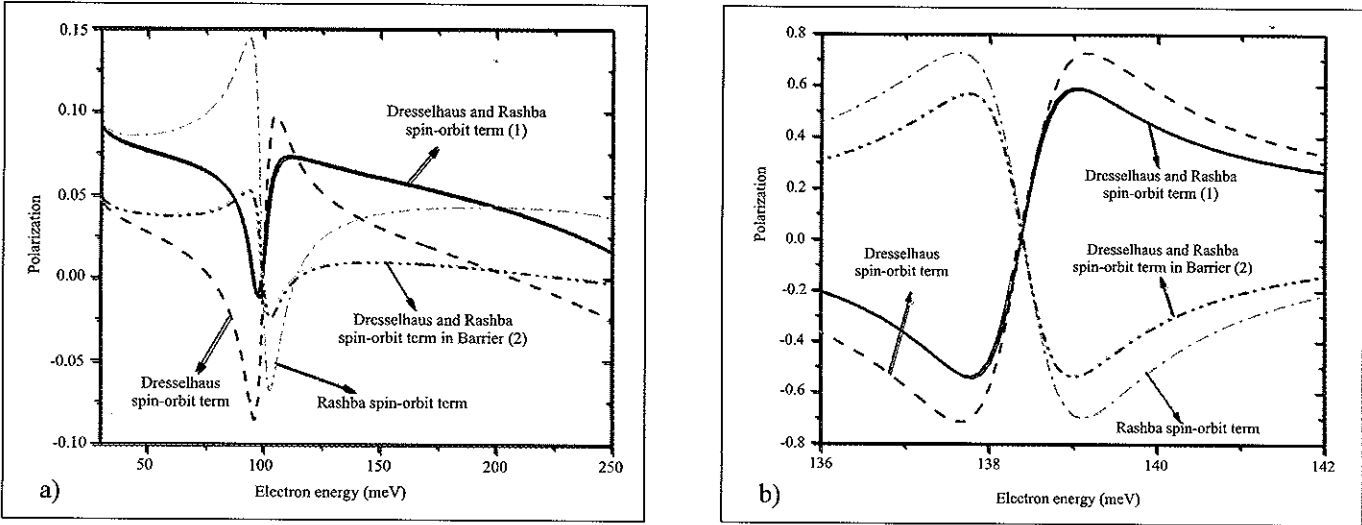 0.15
0.10
0.05
0.00
-0.05
-0.10
Polarization
50
100
150
200
250
Electron energy (meV)
Dresselhaus and Rashba
spin-orbit term (1)
Dresselhaus and Rashba
spin-orbit term in Barrier (2)
Dresselhaus
spin-orbit term
Rashba spin-orbit term
a)
0.8
0.6
0.4
0.2
0.0
-0.2
-0.4
-0.6
-0.8
Polarization
136
138
140
142
Electron energy (meV)
Dresselhaus and Rashba
spin-orbit term (1)
Dresselhaus
spin-orbit term
Dresselhaus and Rashba
spin-orbit term in Barrier (2)
Rashba spin-orbit term
b)